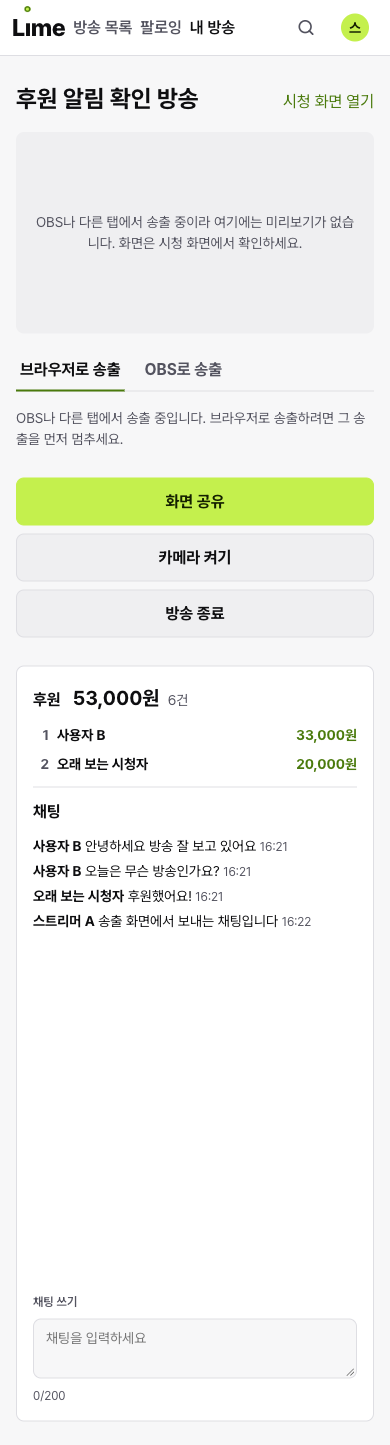 Lime 방송 목록 팔로잉 내 방송 스
후원 알림 확인 방송 시청 화면 열기
OBS나 다른 탭에서 송출 중이라 여기에는 미리보기가 없습
니다. 화면은 시청 화면에서 확인하세요.
브라우저로 송출 OBS로 송출
OBS나 다른 탭에서 송출 중입니다. 브라우저로 송출하려면 그 송
출을 먼저 멈추세요.
화면 공유
카메라 켜기
방송 종료
후원 53,000원 6건
1 사용자 B 33,000원
2 오래 보는 시청자 20,000원
채팅
사용자 B 안녕하세요 방송 잘 보고 있어요 16:21
사용자 B 오늘은 무슨 방송인가요? 16:21
오래 보는 시청자 후원했어요! 16:21
스트리머 A 송출 화면에서 보내는 채팅입니다 16:22
채팅 쓰기
채팅을 입력하세요
0/200